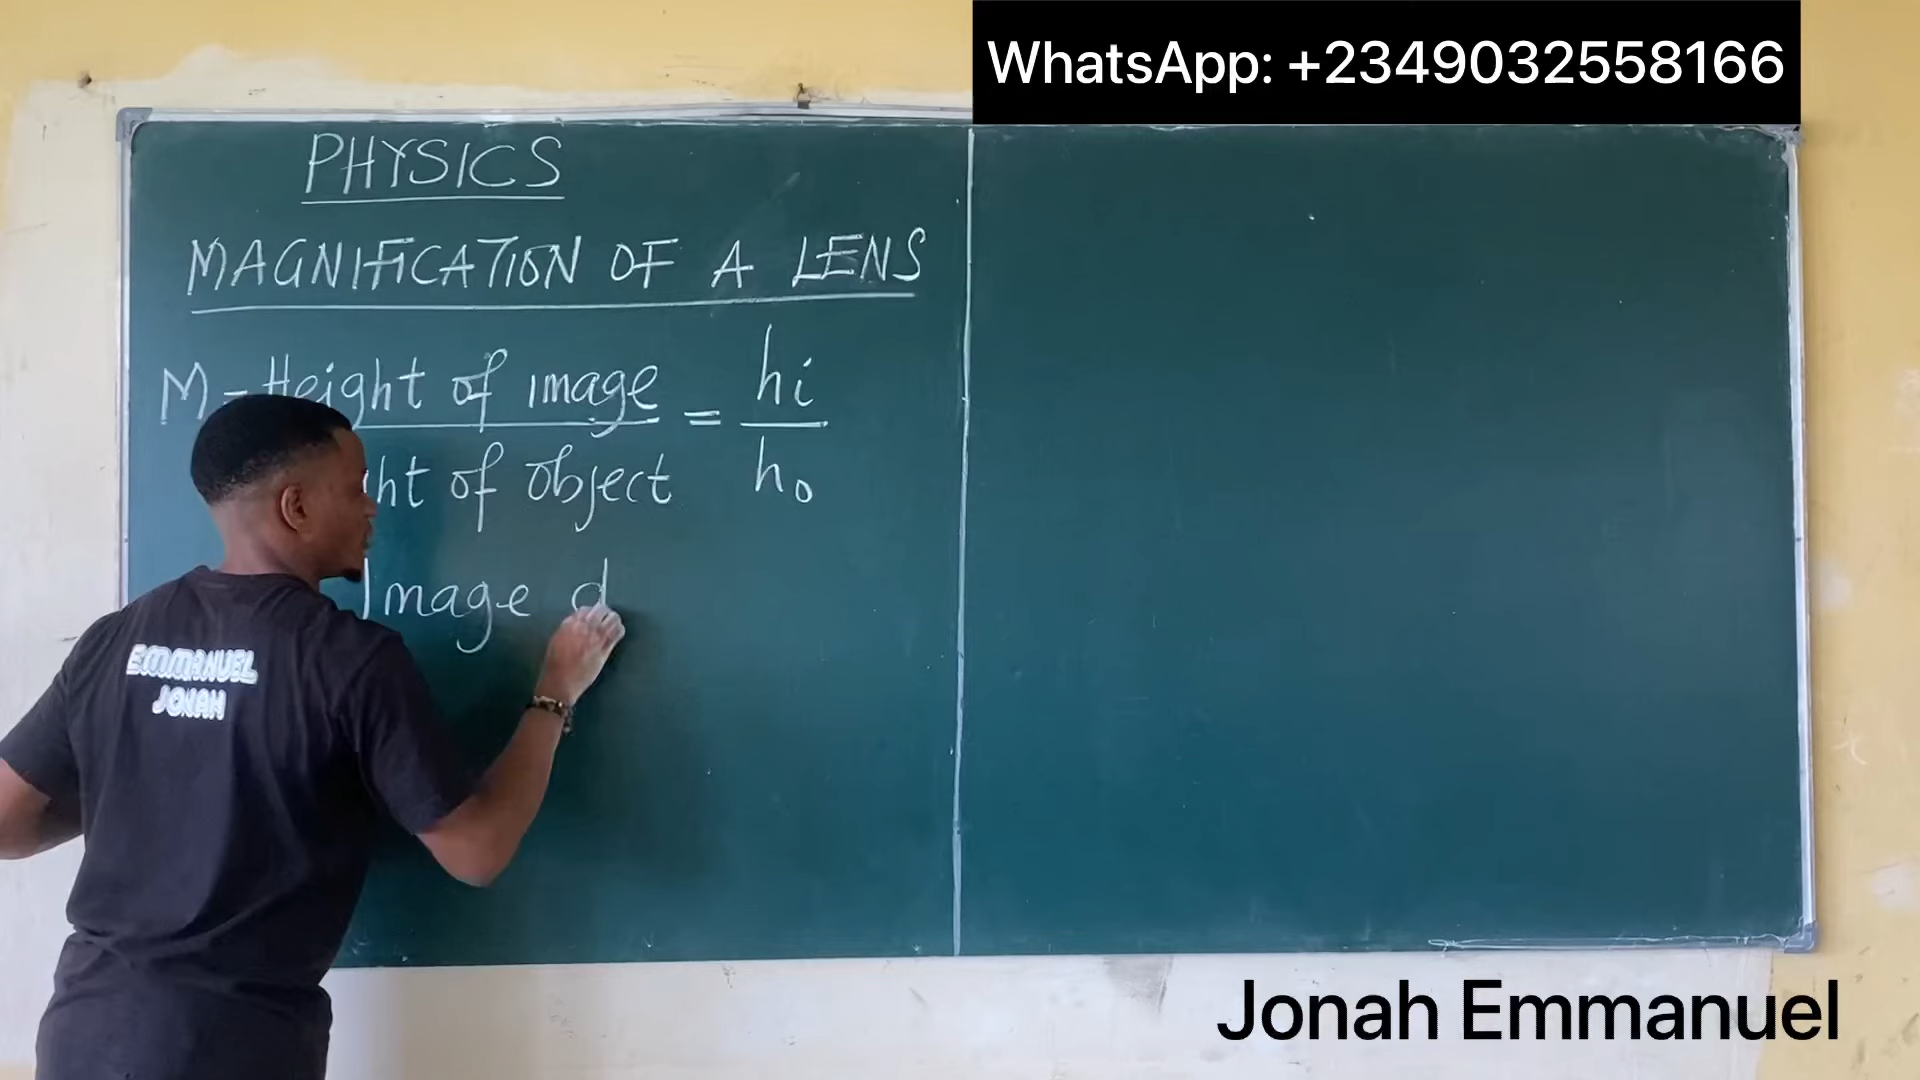 WhatsApp: +2349032558166
PHYSICS
MAGNIFICATION OF A LENS
M = Height of image = hi
ht of object ho
Image d
EMMANUEL
JONAH
Jonah Emmanuel